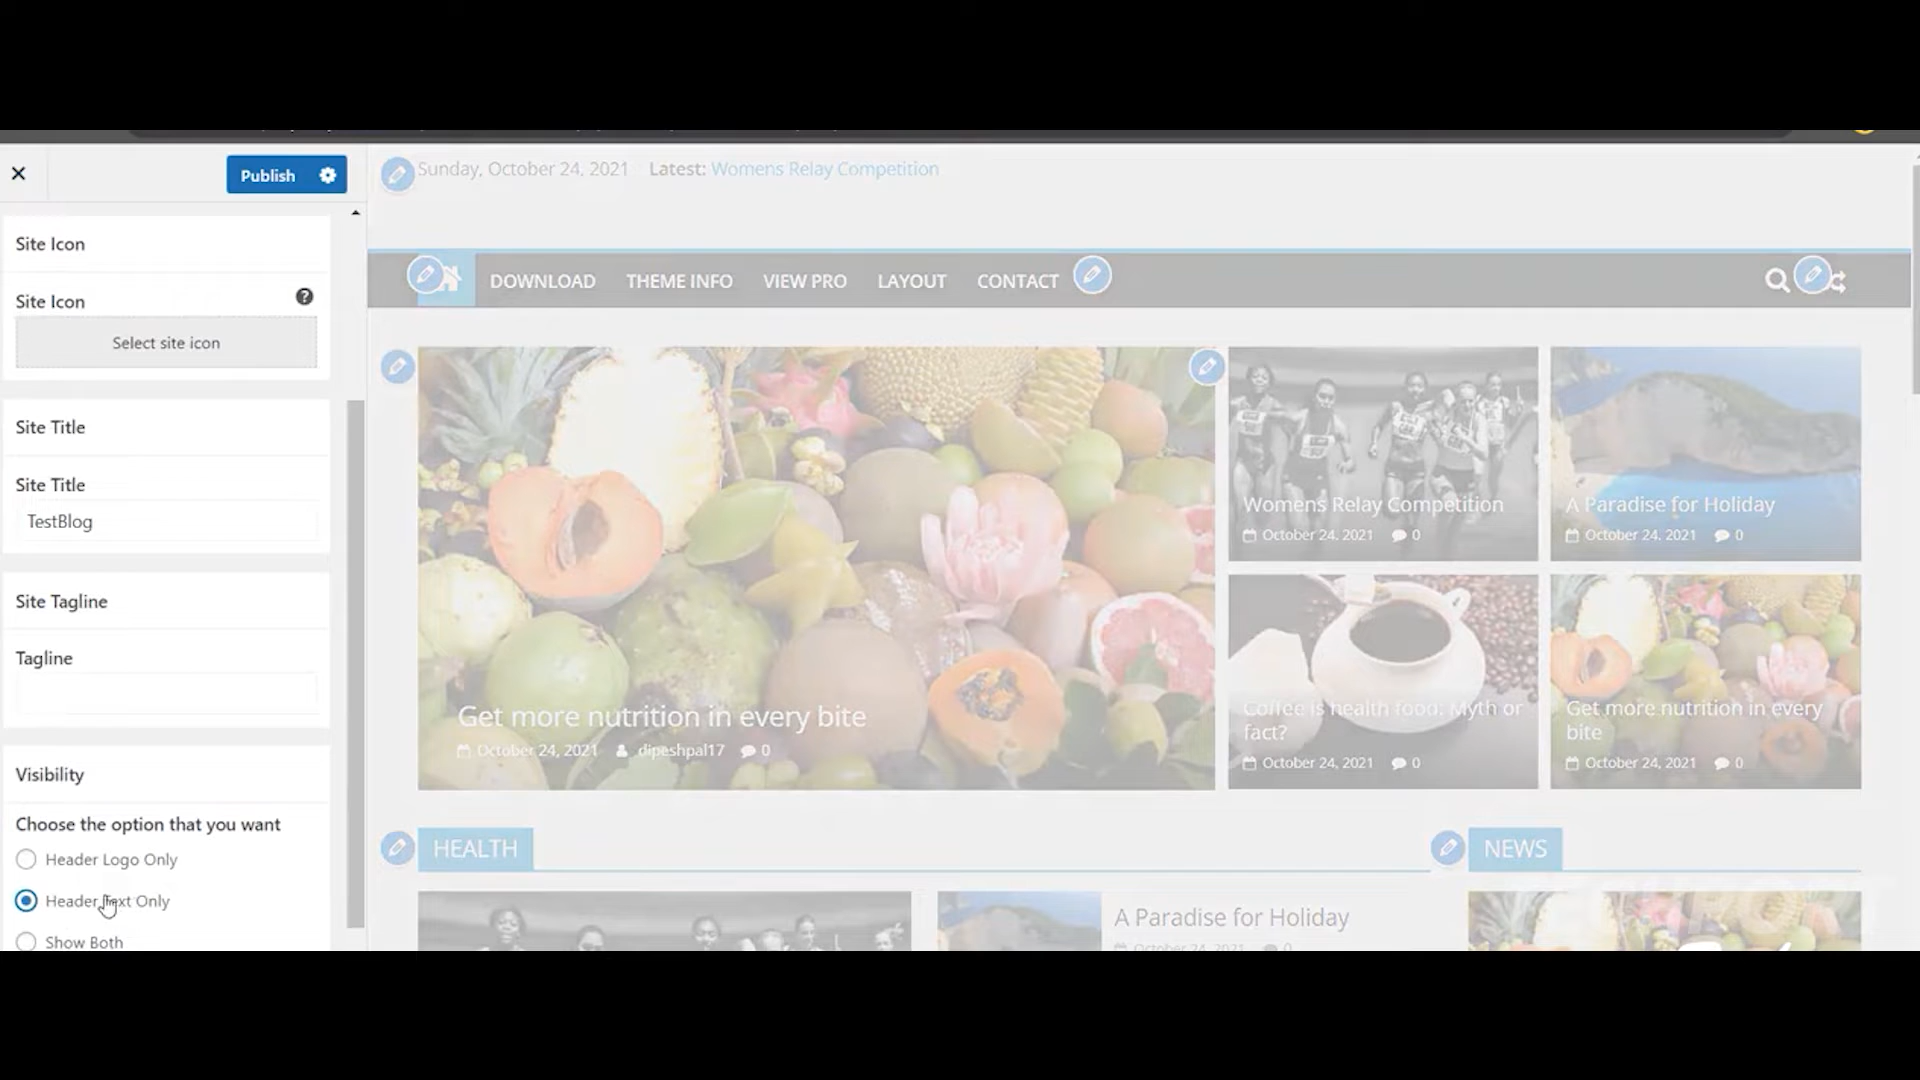 Publish
Sunday, October 24, 2021 Latest: Womens Relay Competition
DOWNLOAD THEME INFO VIEW PRO LAYOUT CONTACT
Site Icon
Site Icon
Select site icon
Site Title
Site Title
TestBlog
Site Tagline
Tagline
Visibility
Choose the option that you want
Header Logo Only
Header Text Only
Show Both
Get more nutrition in every bite
October 24, 2021 dipeshpal17 0
Womens Relay Competition
October 24, 2021 0
A Paradise for Holiday
October 24, 2021 0
Coffee is health food: Myth or
fact?
October 24, 2021 0
Get more nutrition in every
bite
October 24, 2021 0
HEALTH
A Paradise for Holiday
October 24, 2021 0
NEWS